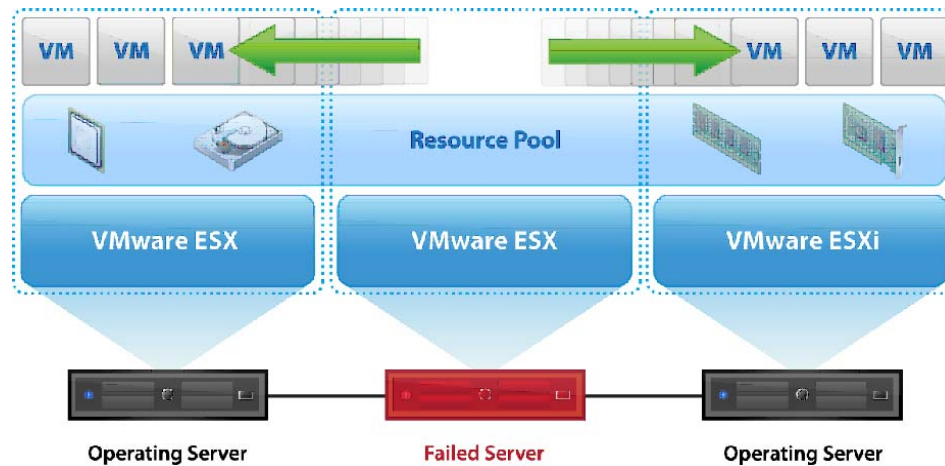 VM VM VM VM VM VM
Resource Pool
VMware ESX VMware ESX VMware ESXi
Operating Server Failed Server Operating Server